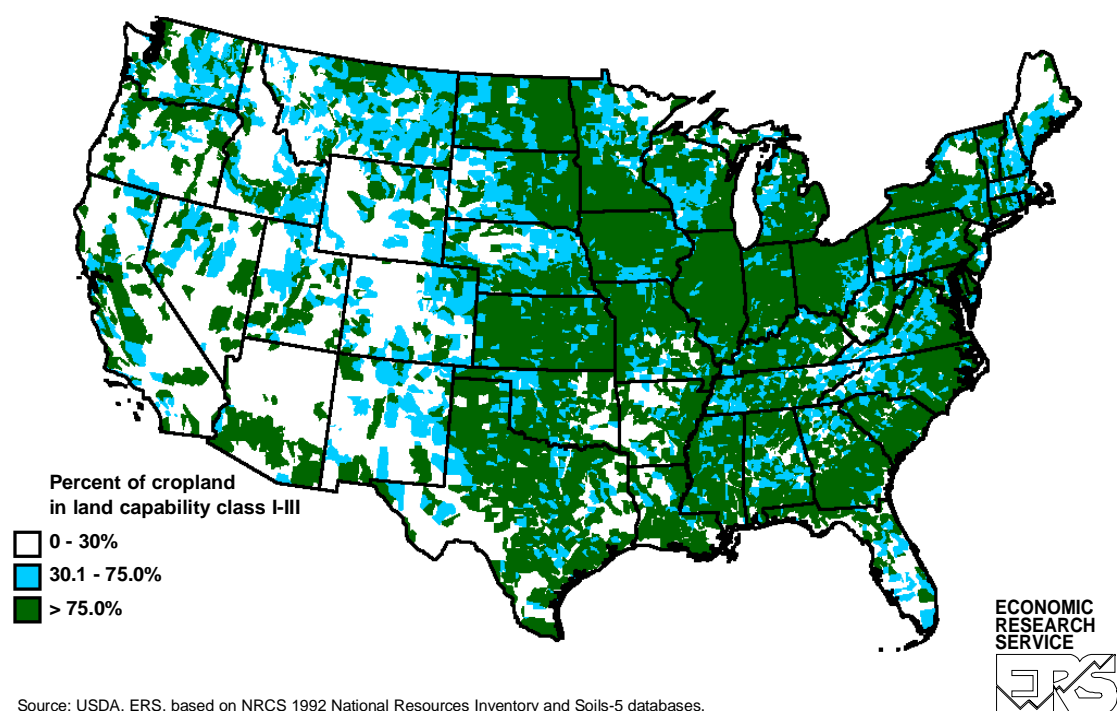 Percent of cropland
in land capability class I-III
0 - 30%
30.1 - 75.0%
> 75.0%
ECONOMIC
RESEARCH
SERVICE
ERS
Source: USDA, ERS, based on NRCS 1992 National Resources Inventory and Soils-5 databases.